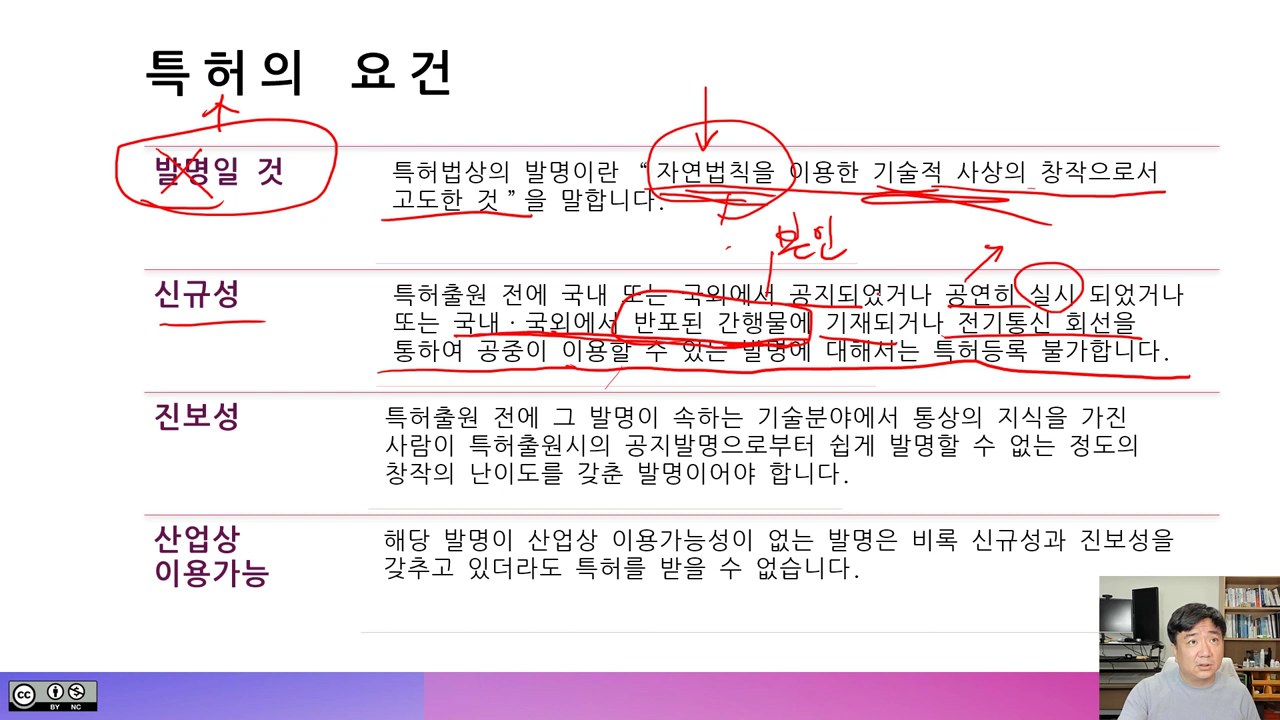 특허의 요건
발명일 것
특허법상의 발명이란 “자연법칙을 이용한 기술적 사상의 창작으로서
고도한 것”을 말합니다.
본인
신규성
특허출원 전에 국내 또는 국외에서 공지되었거나 공연히 실시 되었거나
또는 국내·국외에서 반포된 간행물에 기재되거나 전기통신 회선을
통하여 공중이 이용할 수 있는 발명에 대해서는 특허등록 불가합니다.
진보성
특허출원 전에 그 발명이 속하는 기술분야에서 통상의 지식을 가진
사람이 특허출원시의 공지발명으로부터 쉽게 발명할 수 없는 정도의
창작의 난이도를 갖춘 발명이어야 합니다.
산업상
이용가능
해당 발명이 산업상 이용가능성이 없는 발명은 비록 신규성과 진보성을
갖추고 있더라도 특허를 받을 수 없습니다.
cc
BY NC